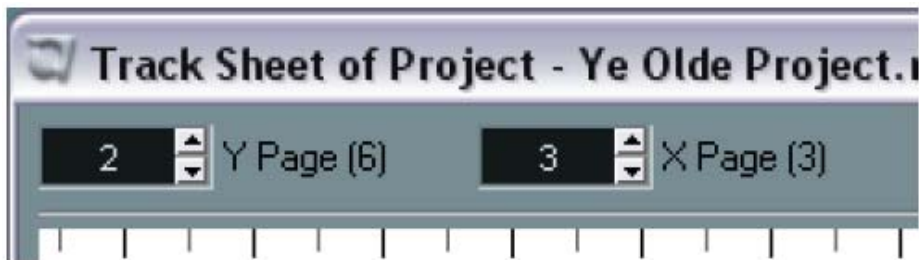 Track Sheet of Project - Ye Olde Project.
2 Y Page (6) 3 X Page (3)